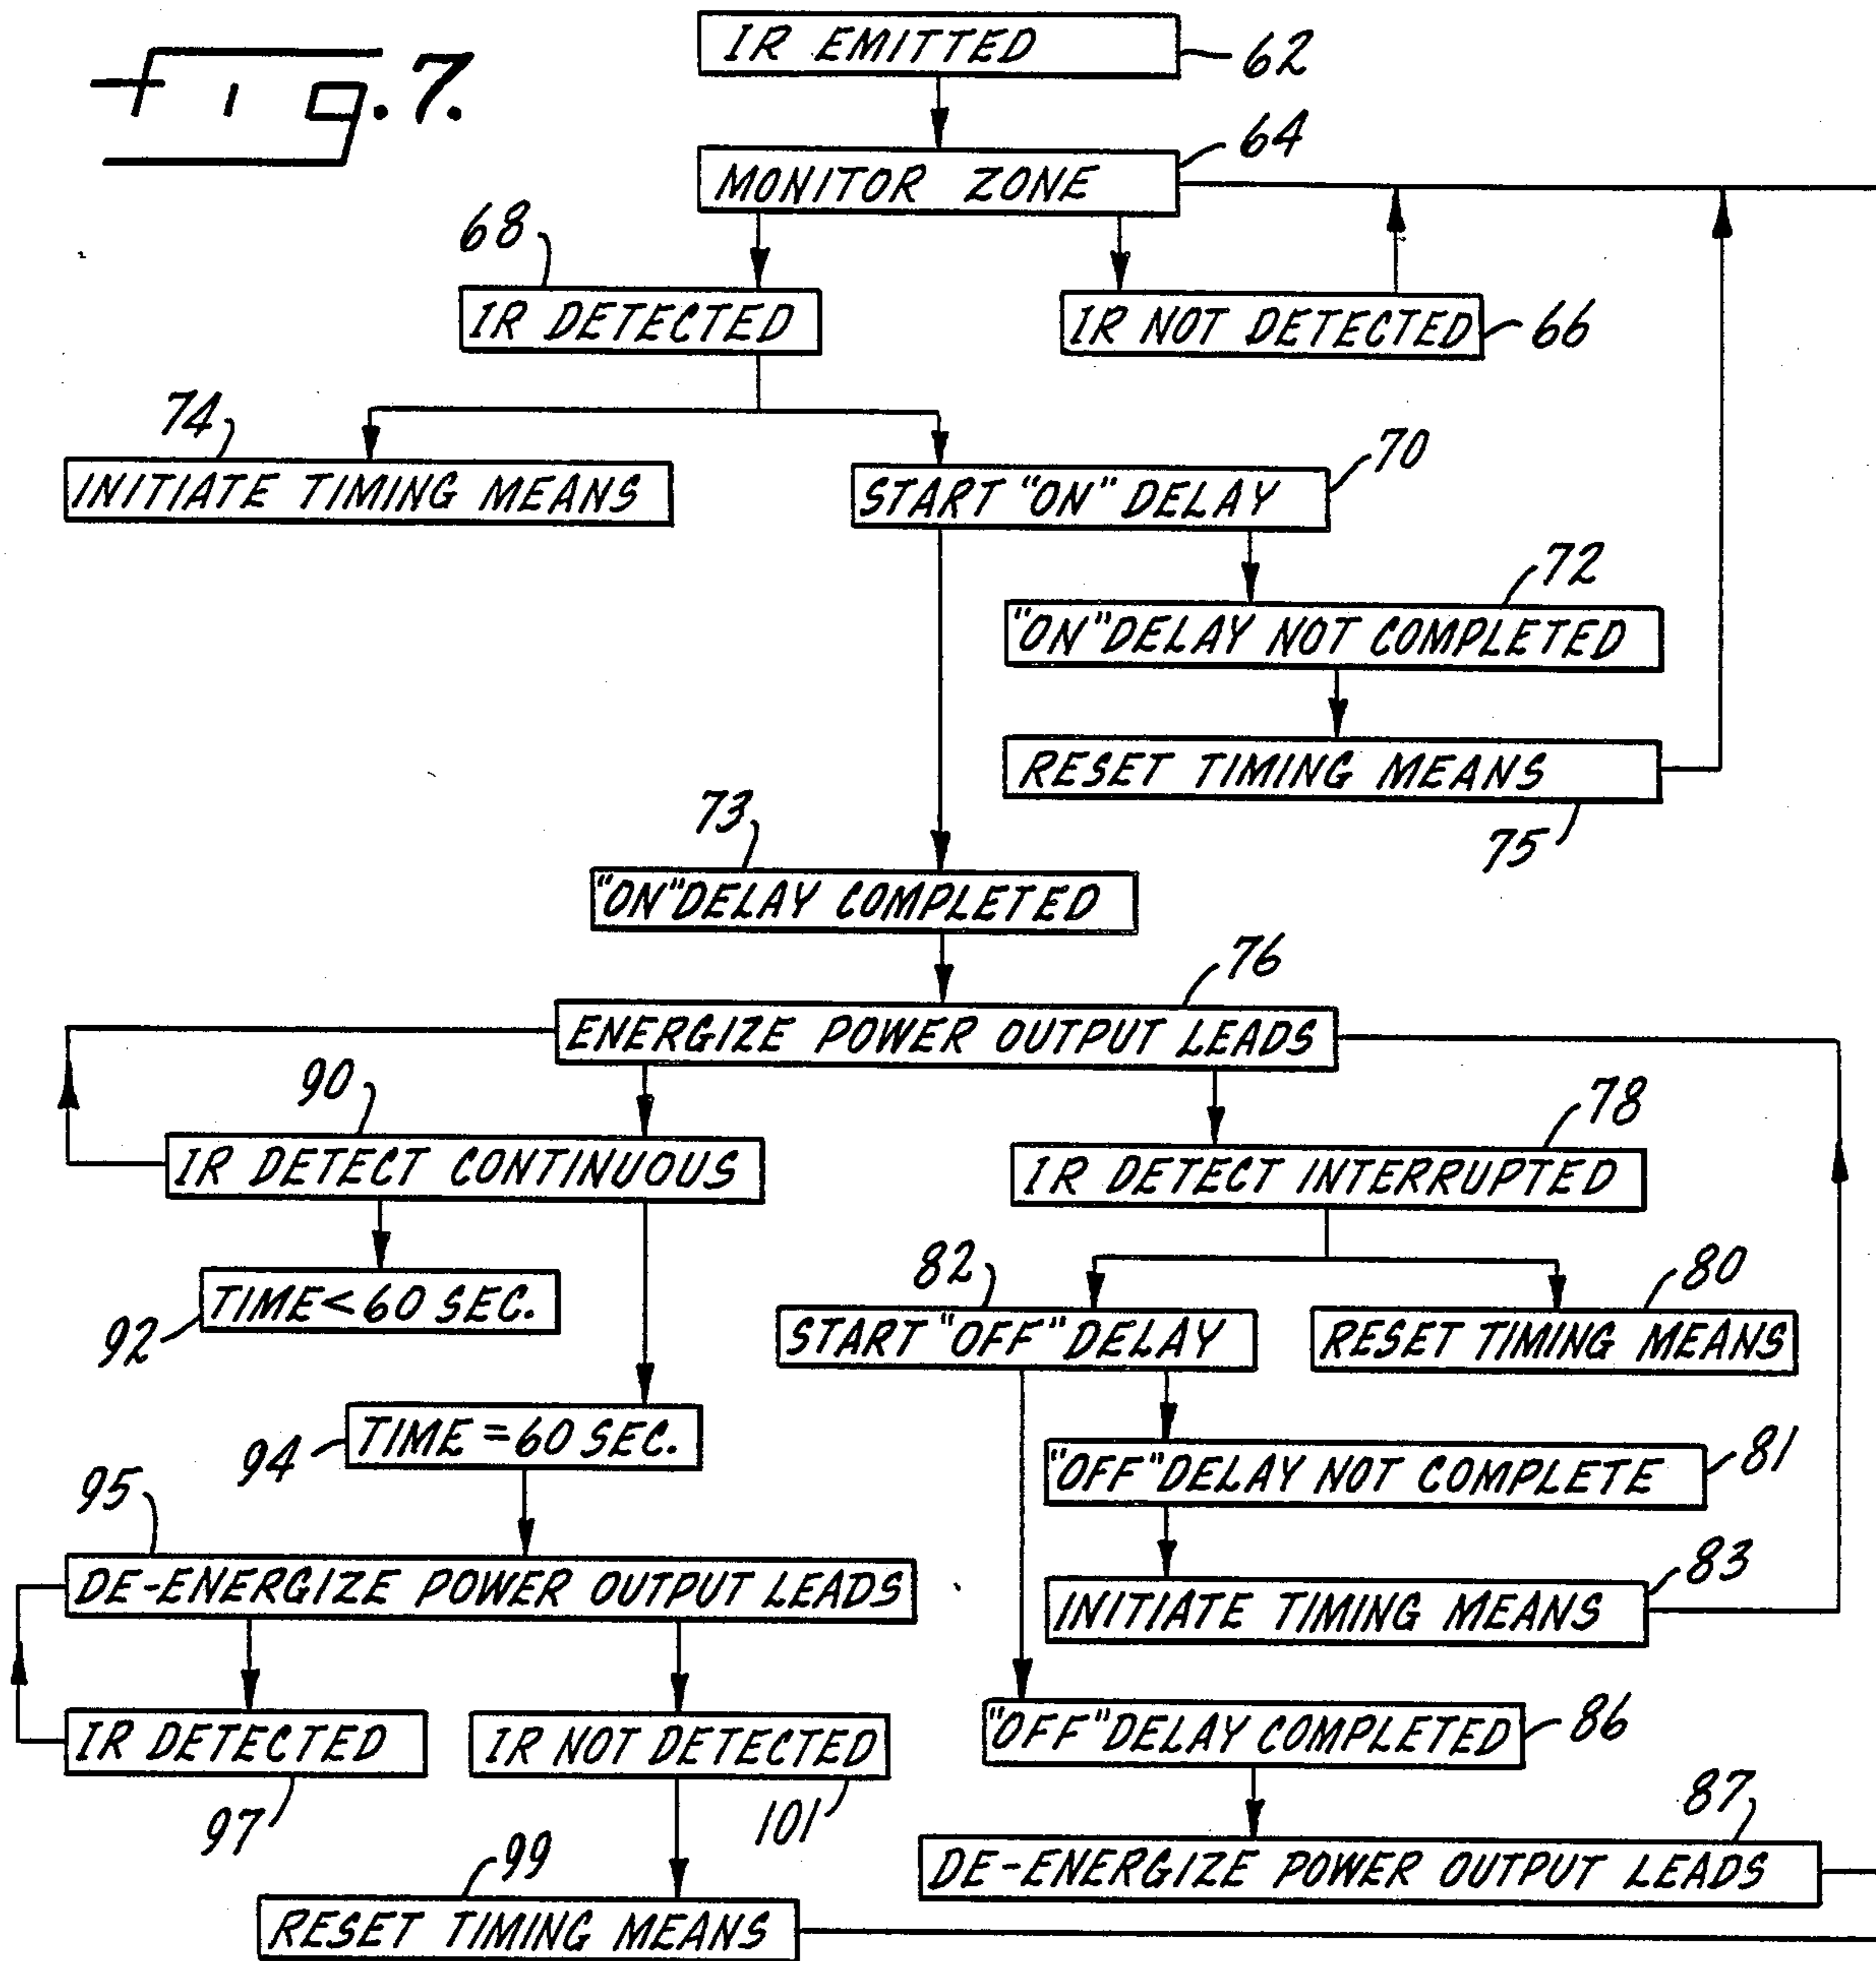 Fig. 7.
IR EMITTED
62
MONITOR ZONE
64
68
IR DETECTED
IR NOT DETECTED
66
74
INITIATE TIMING MEANS
START "ON" DELAY
70
72
"ON" DELAY NOT COMPLETED
RESET TIMING MEANS
75
73
"ON" DELAY COMPLETED
76
ENERGIZE POWER OUTPUT LEADS
90
IR DETECT CONTINUOUS
78
IR DETECT INTERRUPTED
92
TIME < 60 SEC.
82
START "OFF" DELAY
80
RESET TIMING MEANS
94
TIME = 60 SEC.
"OFF" DELAY NOT COMPLETE
81
95
DE-ENERGIZE POWER OUTPUT LEADS
INITIATE TIMING MEANS
83
IR DETECTED
97
IR NOT DETECTED
101
"OFF" DELAY COMPLETED
86
87
DE-ENERGIZE POWER OUTPUT LEADS
99
RESET TIMING MEANS